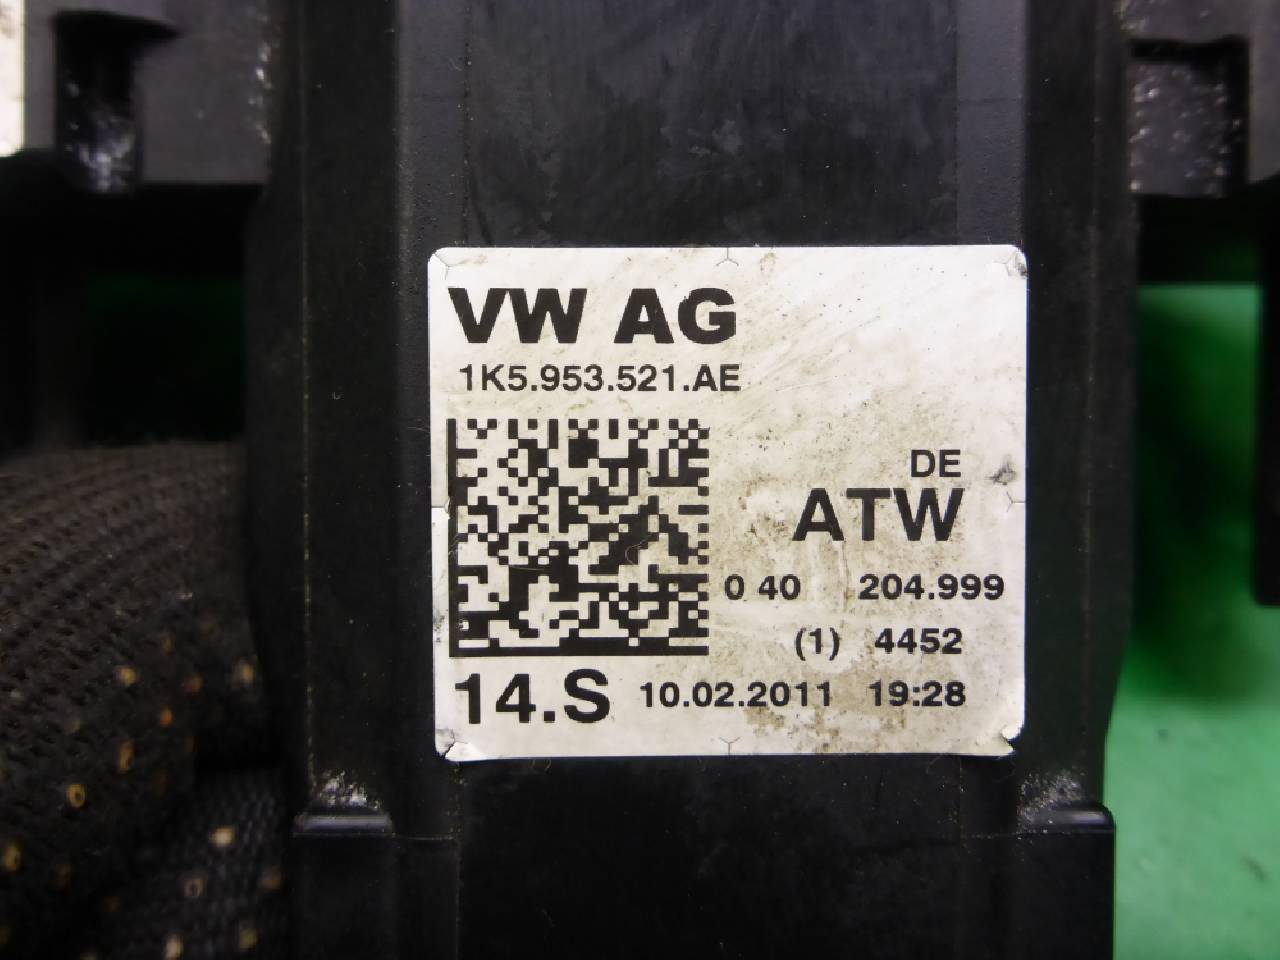 VW AG
1K5.953.521.AE
DE
ATW
0 40 204.999
(1) 4452
14.S 10.02.2011 19:28